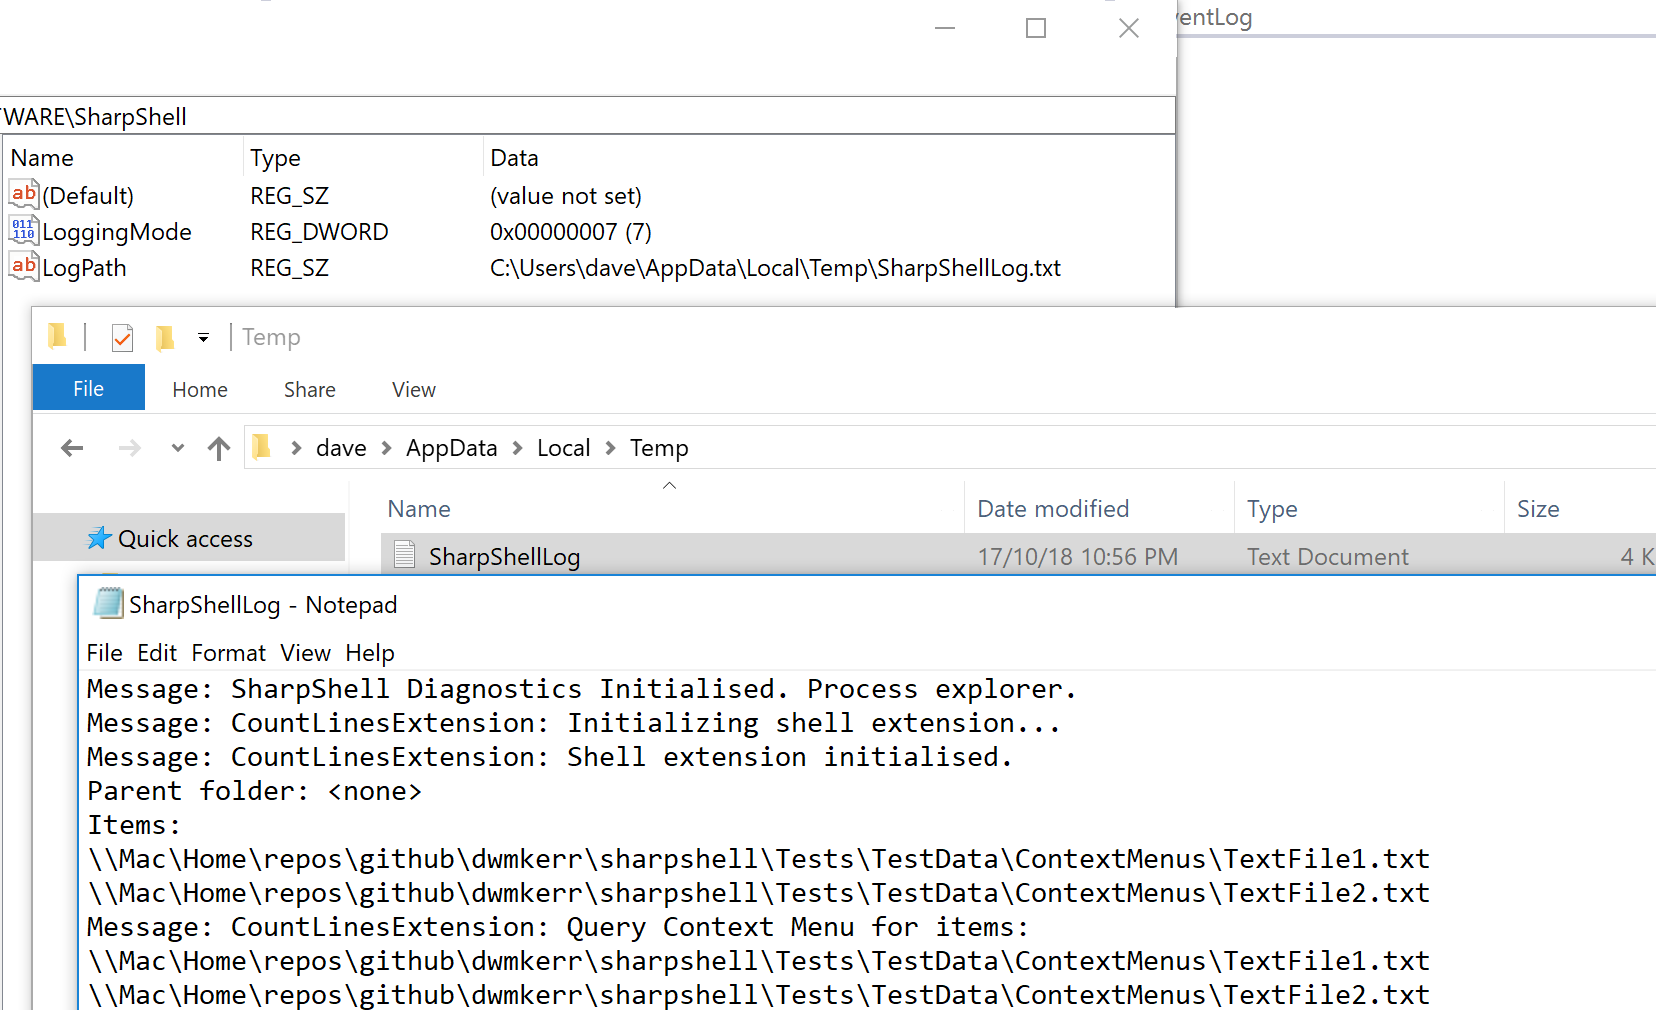 ventLog
WARE\SharpShell
Name Type Data
ab (Default) REG_SZ (value not set)
011 110 LoggingMode REG_DWORD 0x00000007 (7)
ab LogPath REG_SZ C:\Users\dave\AppData\Local\Temp\SharpShellLog.txt
Temp
File Home Share View
dave AppData Local Temp
Name Date modified Type Size
Quick access
SharpShellLog 17/10/18 10:56 PM Text Document 4 K
SharpShellLog - Notepad
File Edit Format View Help
Message: SharpShell Diagnostics Initialised. Process explorer.
Message: CountLinesExtension: Initializing shell extension...
Message: CountLinesExtension: Shell extension initialised.
Parent folder: <none>
Items:
\\Mac\Home\repos\github\dwmkerr\sharpshell\Tests\TestData\ContextMenus\TextFile1.txt
\\Mac\Home\repos\github\dwmkerr\sharpshell\Tests\TestData\ContextMenus\TextFile2.txt
Message: CountLinesExtension: Query Context Menu for items:
\\Mac\Home\repos\github\dwmkerr\sharpshell\Tests\TestData\ContextMenus\TextFile1.txt
\\Mac\Home\repos\github\dwmkerr\sharpshell\Tests\TestData\ContextMenus\TextFile2.txt